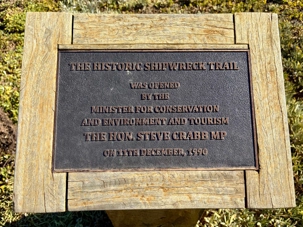 THE HISTORIC SHIPWRECK TRAIL
WAS OPENED
BY THE
MINISTER FOR CONSERVATION
AND ENVIRONMENT AND TOURISM
THE HON. STEVE CRABB MP
ON 11TH DECEMBER, 1990